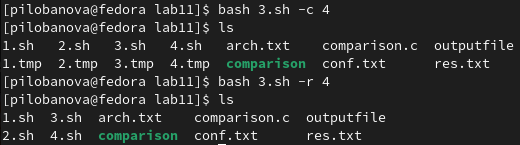 [pilobanova@fedora lab11]$ bash 3.sh -c 4
[pilobanova@fedora lab11]$ ls
1.sh   2.sh   3.sh   4.sh   arch.txt    comparison.c  outputfile
1.tmp  2.tmp  3.tmp  4.tmp  comparison  conf.txt      res.txt
[pilobanova@fedora lab11]$ bash 3.sh -r 4
[pilobanova@fedora lab11]$ ls
1.sh  3.sh  arch.txt    comparison.c  outputfile
2.sh  4.sh  comparison  conf.txt      res.txt